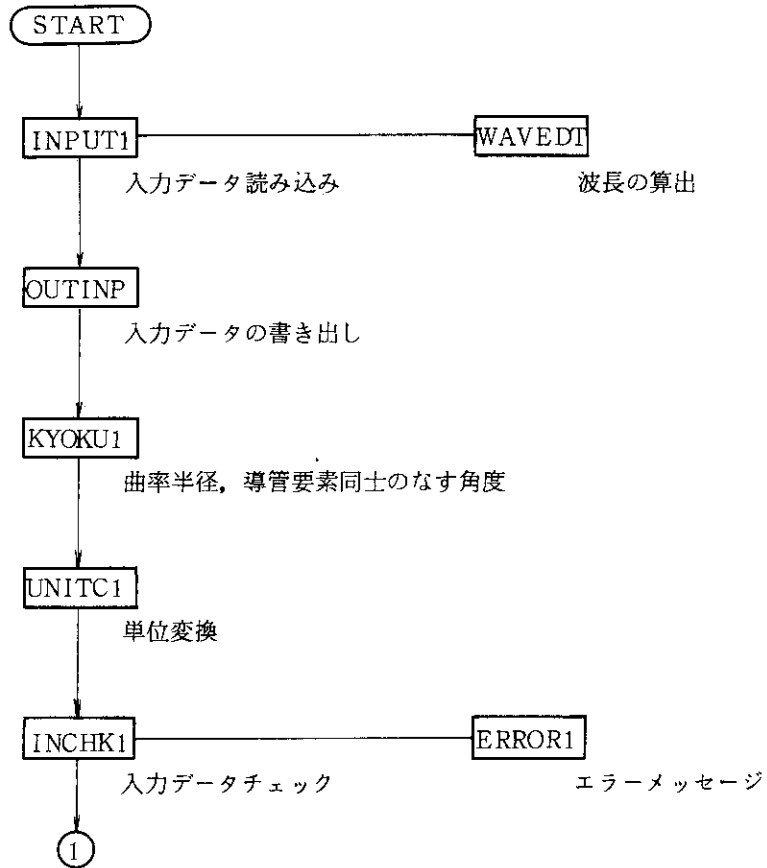 START
INPUT1
WAVEDT
入力データ読み込み
波長の算出
OUTINP
入力データの書き出し
KYOKU1
曲率半径，導管要素同士のなす角度
UNITC1
単位変換
INCHK1
ERROR1
入力データチェック
エラーメッセージ
1